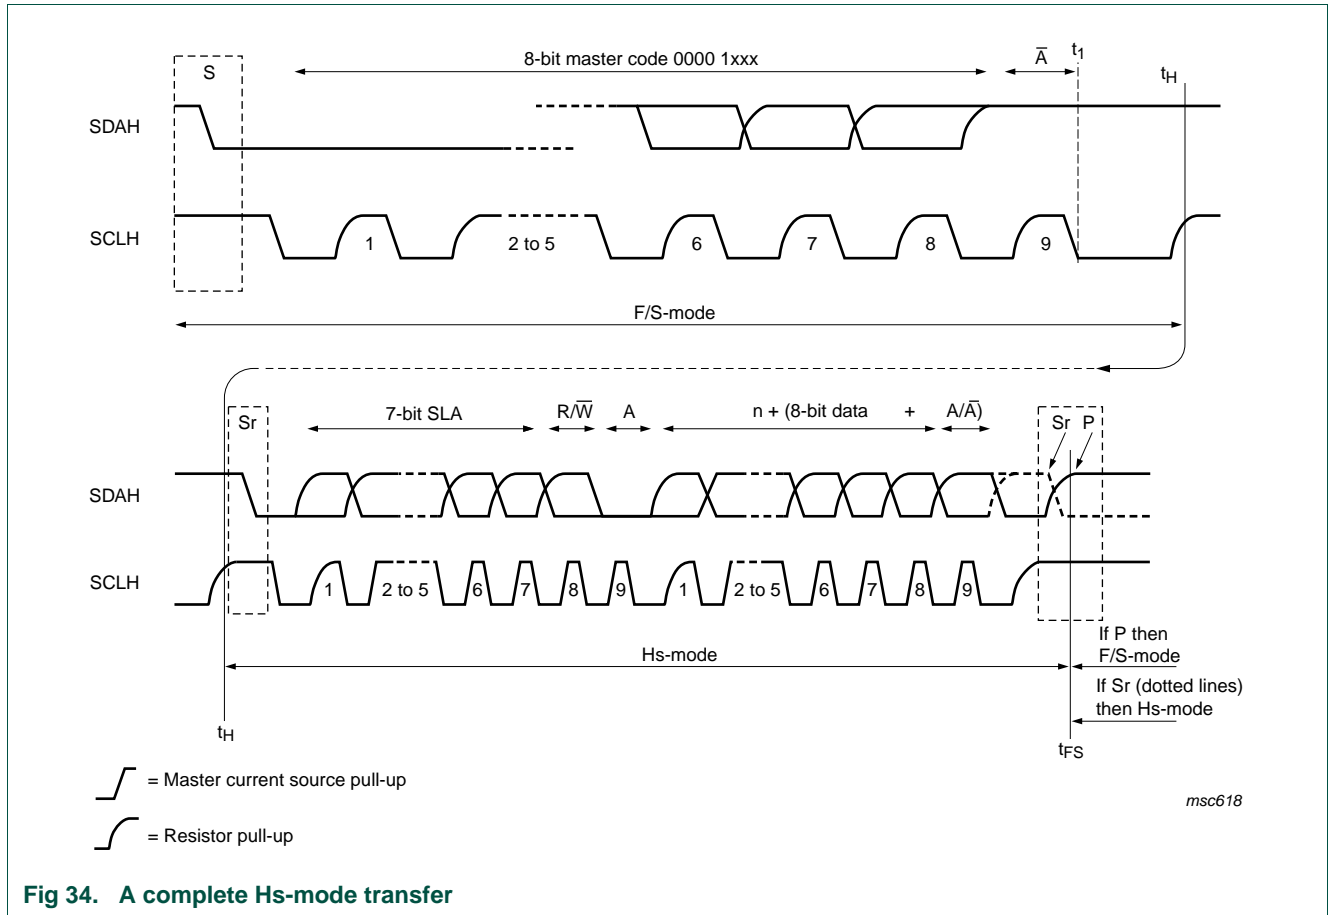 S
8-bit master code 0000 1xxx
A̅
t1
tH
SDAH
SCLH
1
2 to 5
6
7
8
9
F/S-mode
Sr
7-bit SLA
R/W̅
A
n + (8-bit data + A/A̅)
Sr P
SDAH
SCLH
1
2 to 5
6
7
8
9
1
2 to 5
6
7
8
9
Hs-mode
If P then
F/S-mode
If Sr (dotted lines)
then Hs-mode
tH
tFS
= Master current source pull-up
= Resistor pull-up
msc618
Fig 34. A complete Hs-mode transfer